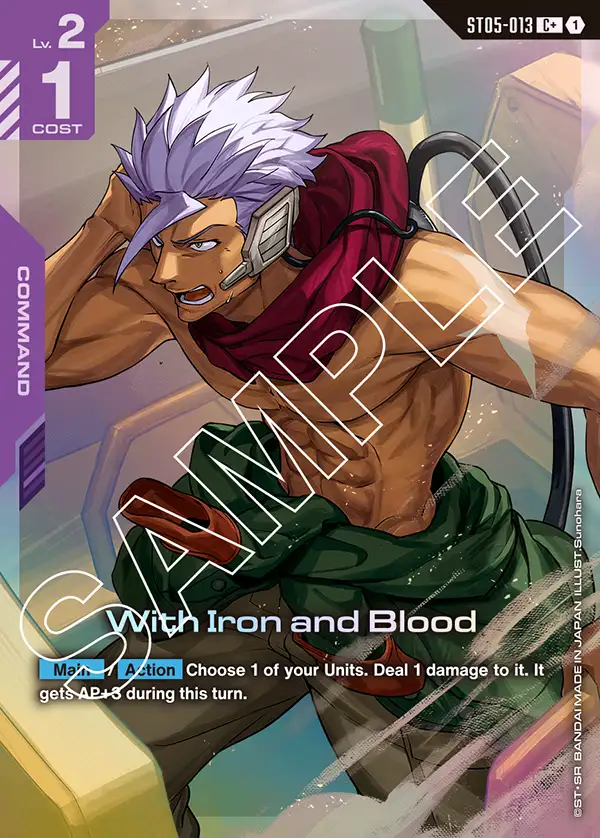 Lv. 2
1
COST
ST05-013 C+ 1
COMMAND
SAMPLE
With Iron and Blood
Main / Action Choose 1 of your Units. Deal 1 damage to it. It
gets AP+3 during this turn.
©ST•SR BANDAI MADE IN JAPAN ILLUST.Sunohara